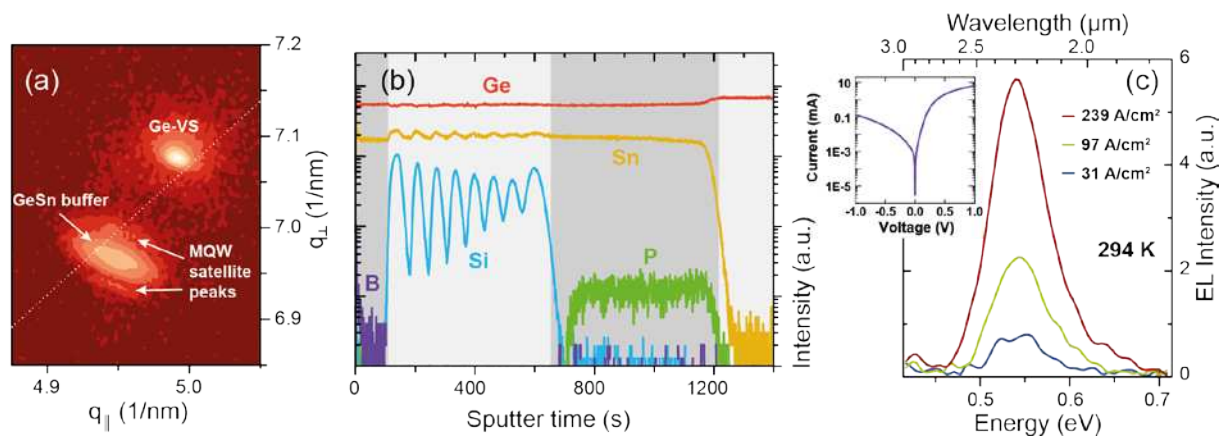 (a)
Ge-VS
GeSn buffer
MQW
satellite
peaks
7.2
7.1
7.0
6.9
q⊥ (1/nm)
4.9
5.0
q∥ (1/nm)
(b)
Ge
Sn
Si
B
P
Intensity (a.u.)
0
400
800
1200
Sputter time (s)
Wavelength (μm)
3.0
2.5
2.0
(c)
10
0.1
1E-3
1E-5
Current (mA)
-1.0
-0.5
0.0
0.5
1.0
Voltage (V)
239 A/cm²
97 A/cm²
31 A/cm²
294 K
6
4
2
0
EL Intensity (a.u.)
0.5
0.6
0.7
Energy (eV)